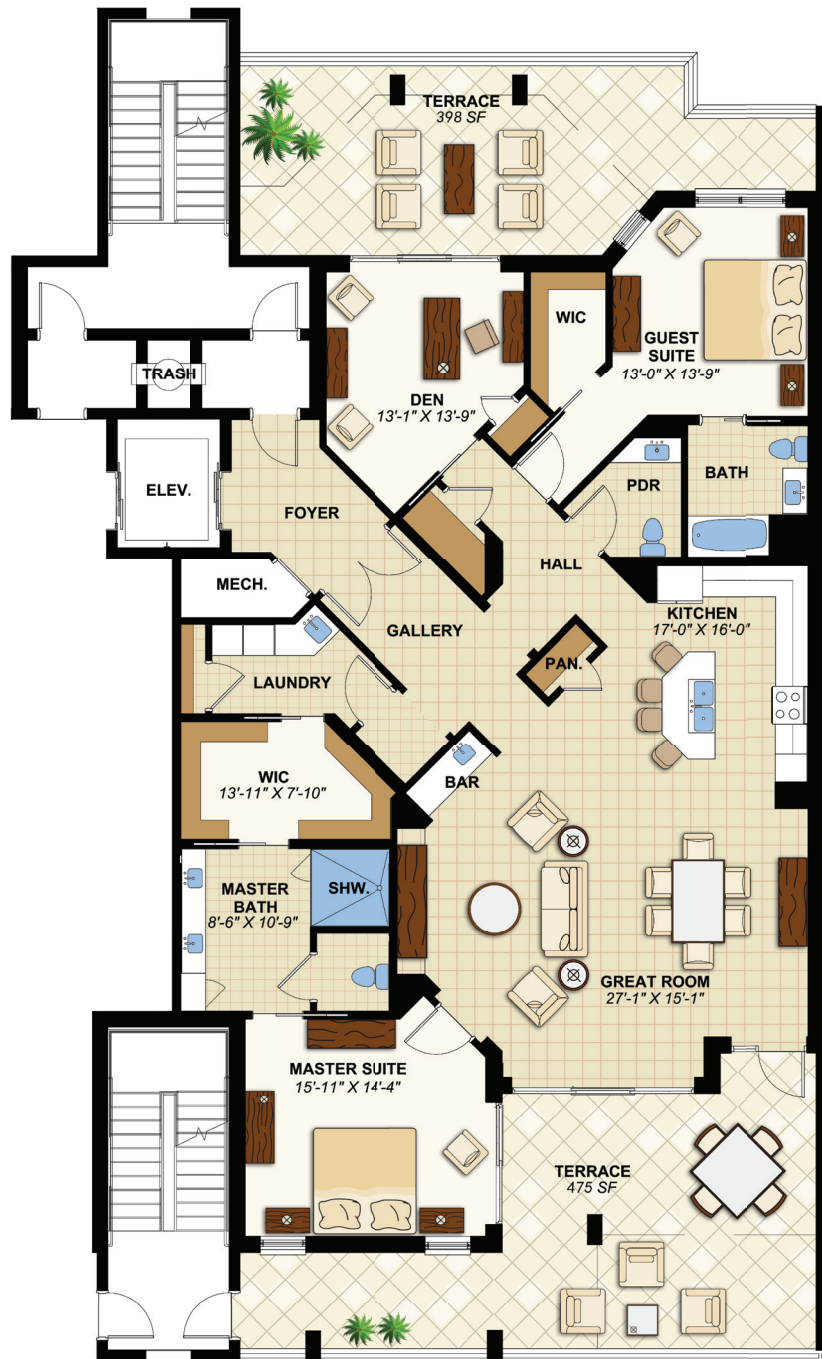 TERRACE
398 SF
WIC
GUEST
SUITE
13'-0" X 13'-9"
TRASH
DEN
13'-1" X 13'-9"
ELEV.
FOYER
PDR
BATH
HALL
MECH.
KITCHEN
17'-0" X 16'-0"
GALLERY
PAN.
LAUNDRY
WIC
13'-11" X 7'-10"
BAR
MASTER
BATH
8'-6" X 10'-9"
SHW.
GREAT ROOM
27'-1" X 15'-1"
MASTER SUITE
15'-11" X 14'-4"
TERRACE
475 SF